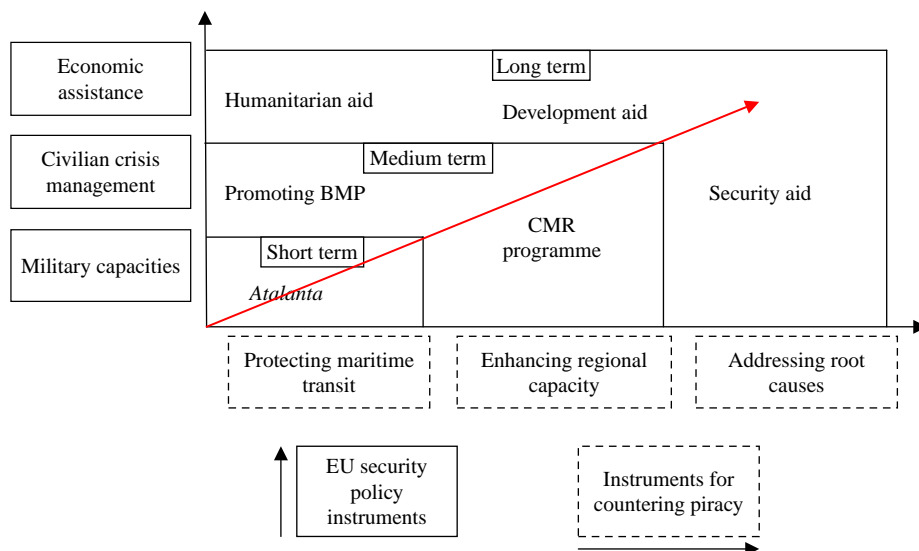 Economic
assistance
Long term
Humanitarian aid
Development aid
Civilian crisis
management
Medium term
Promoting BMP
Security aid
CMR
programme
Military capacities
Short term
Atalanta
Protecting maritime
transit
Enhancing regional
capacity
Addressing root
causes
EU security
policy
instruments
Instruments for
countering piracy